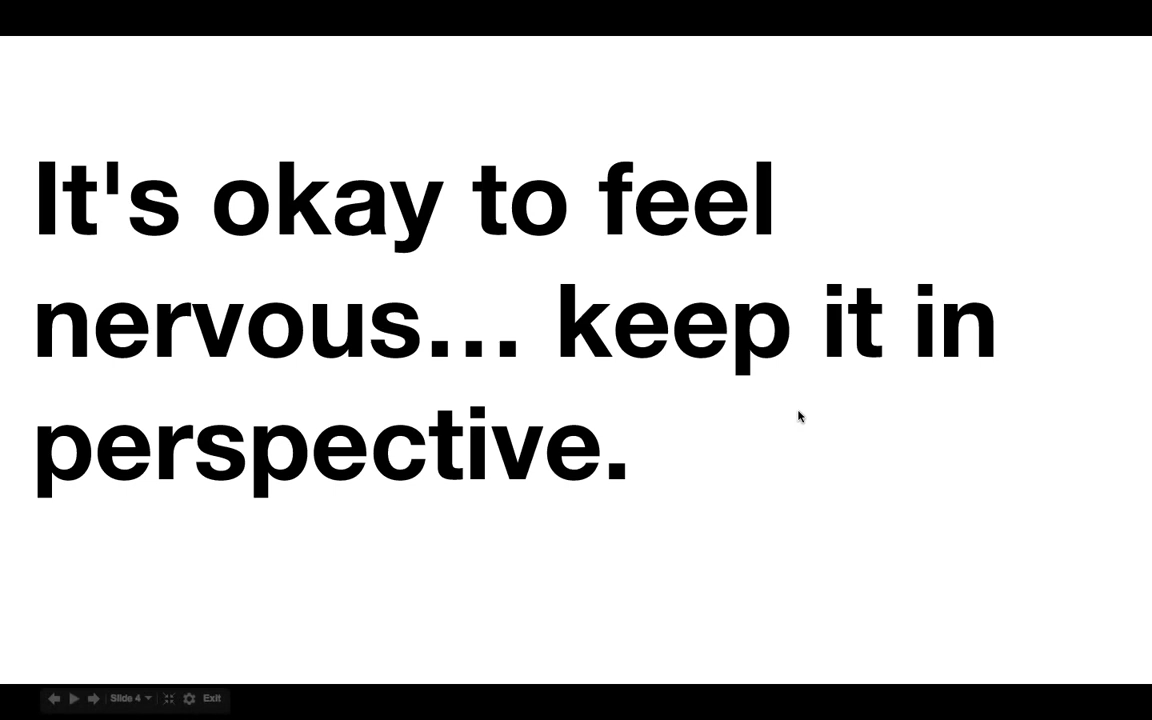 It's okay to feel
nervous... keep it in
perspective.
Slide 4
Exit